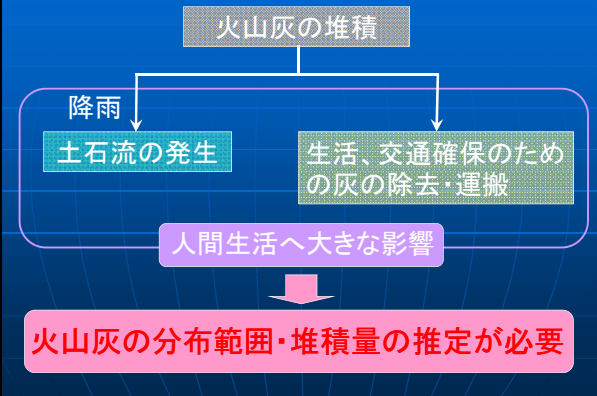 火山灰の堆積
降雨
土石流の発生
生活、交通確保のため
の灰の除去・運搬
人間生活へ大きな影響
火山灰の分布範囲・堆積量の推定が必要